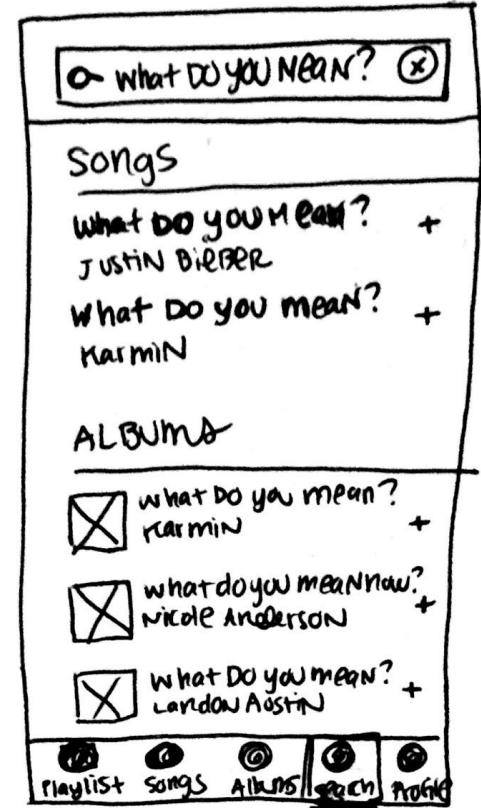 What DO YOU MEAN?
Songs
What DO YOU MEAN?
JUSTIN BIEBER
What DO YOU MEAN?
KARMIN
ALBUMS
What DO you mean?
KARMIN
what do you mean now?
Nicole Anderson
What DO you mean?
Landon Austin
Playlist Songs Albums Search Profile